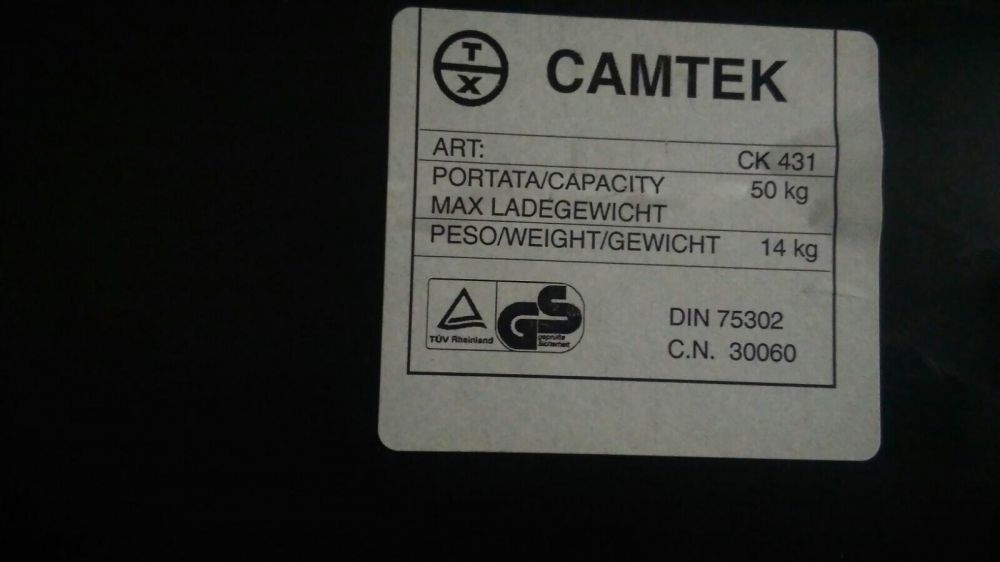 T
X
CAMTEK
ART: CK 431
PORTATA/CAPACITY 50 kg
MAX LADEGEWICHT
PESO/WEIGHT/GEWICHT 14 kg
TÜV Rheinland
GS
geprüfte
Sicherheit
DIN 75302
C.N. 30060